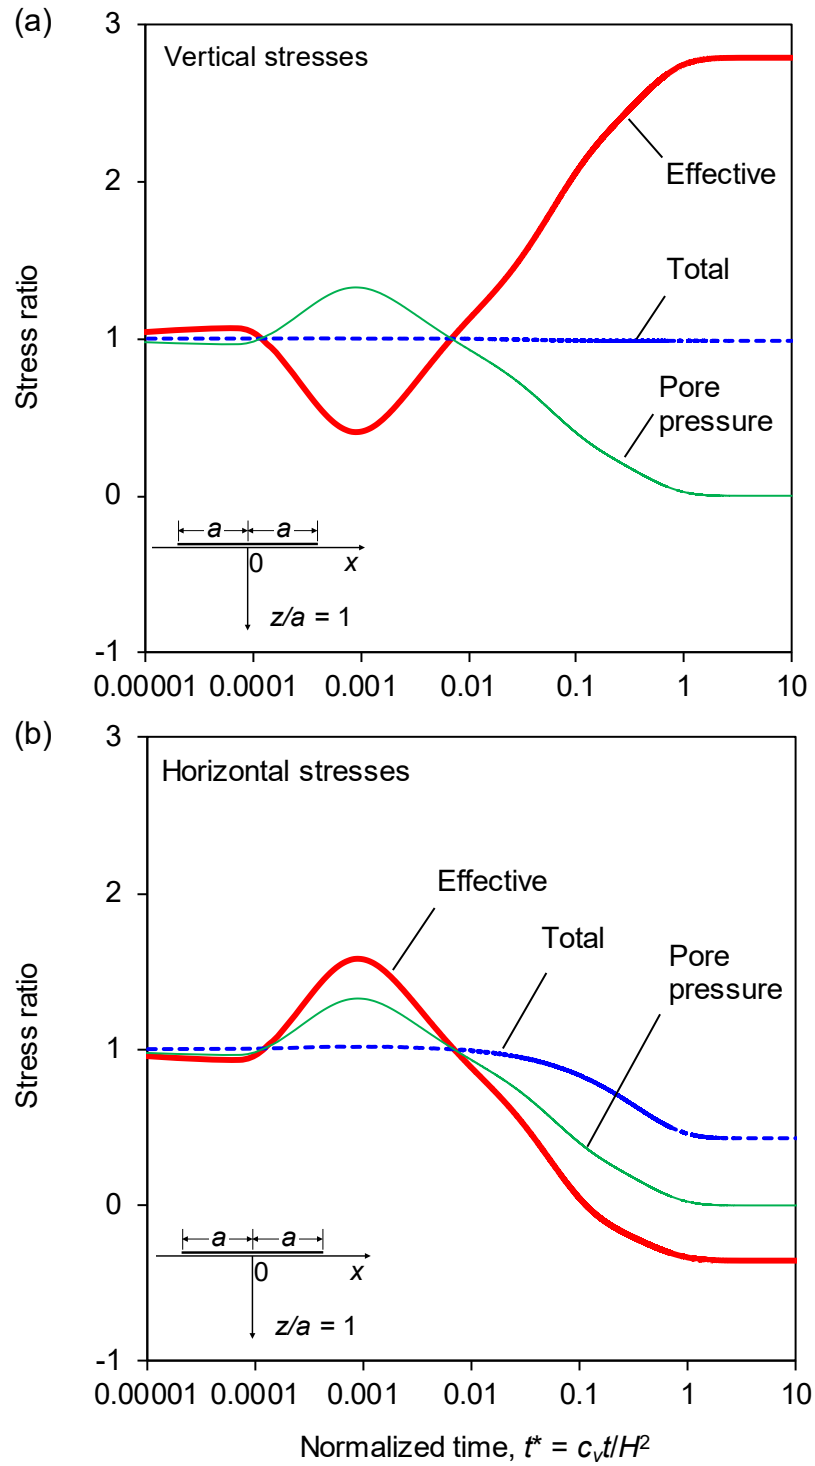 (a)
3
Vertical stresses
2
Effective
Total
1
Pore
pressure
0
a a
0 x
z/a = 1
-1
Stress ratio
0.00001 0.0001 0.001 0.01 0.1 1 10
(b)
3
Horizontal stresses
2
Effective
Total
Pore
pressure
1
0
a a
0 x
z/a = 1
-1
Stress ratio
0.00001 0.0001 0.001 0.01 0.1 1 10
Normalized time, t* = cᵥt/H²